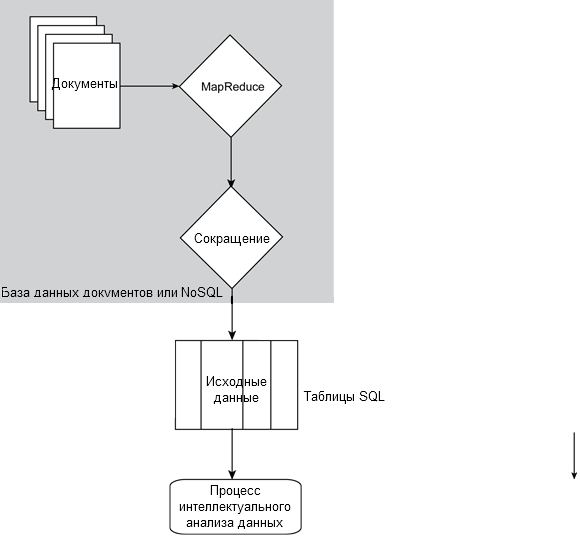 Документы
MapReduce
Сокращение
База данных документов или NoSQL
Исходные
данные
Таблицы SQL
Процесс
интеллектуального
анализа данных